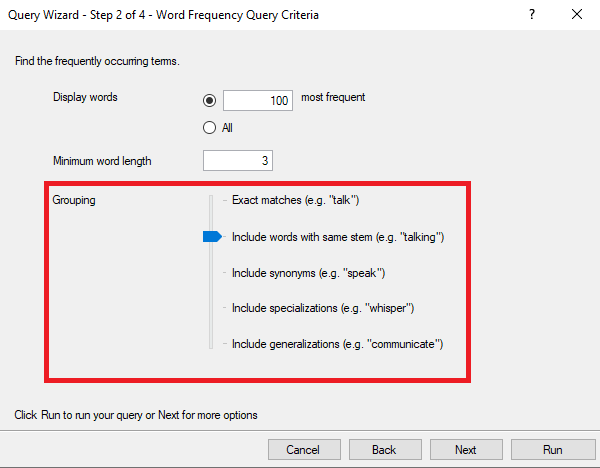 Query Wizard - Step 2 of 4 - Word Frequency Query Criteria ?
Find the frequently occurring terms.
Display words 100 most frequent
All
Minimum word length 3
Grouping Exact matches (e.g. "talk")
Include words with same stem (e.g. "talking")
Include synonyms (e.g. "speak")
Include specializations (e.g. "whisper")
Include generalizations (e.g. "communicate")
Click Run to run your query or Next for more options
Cancel Back Next Run